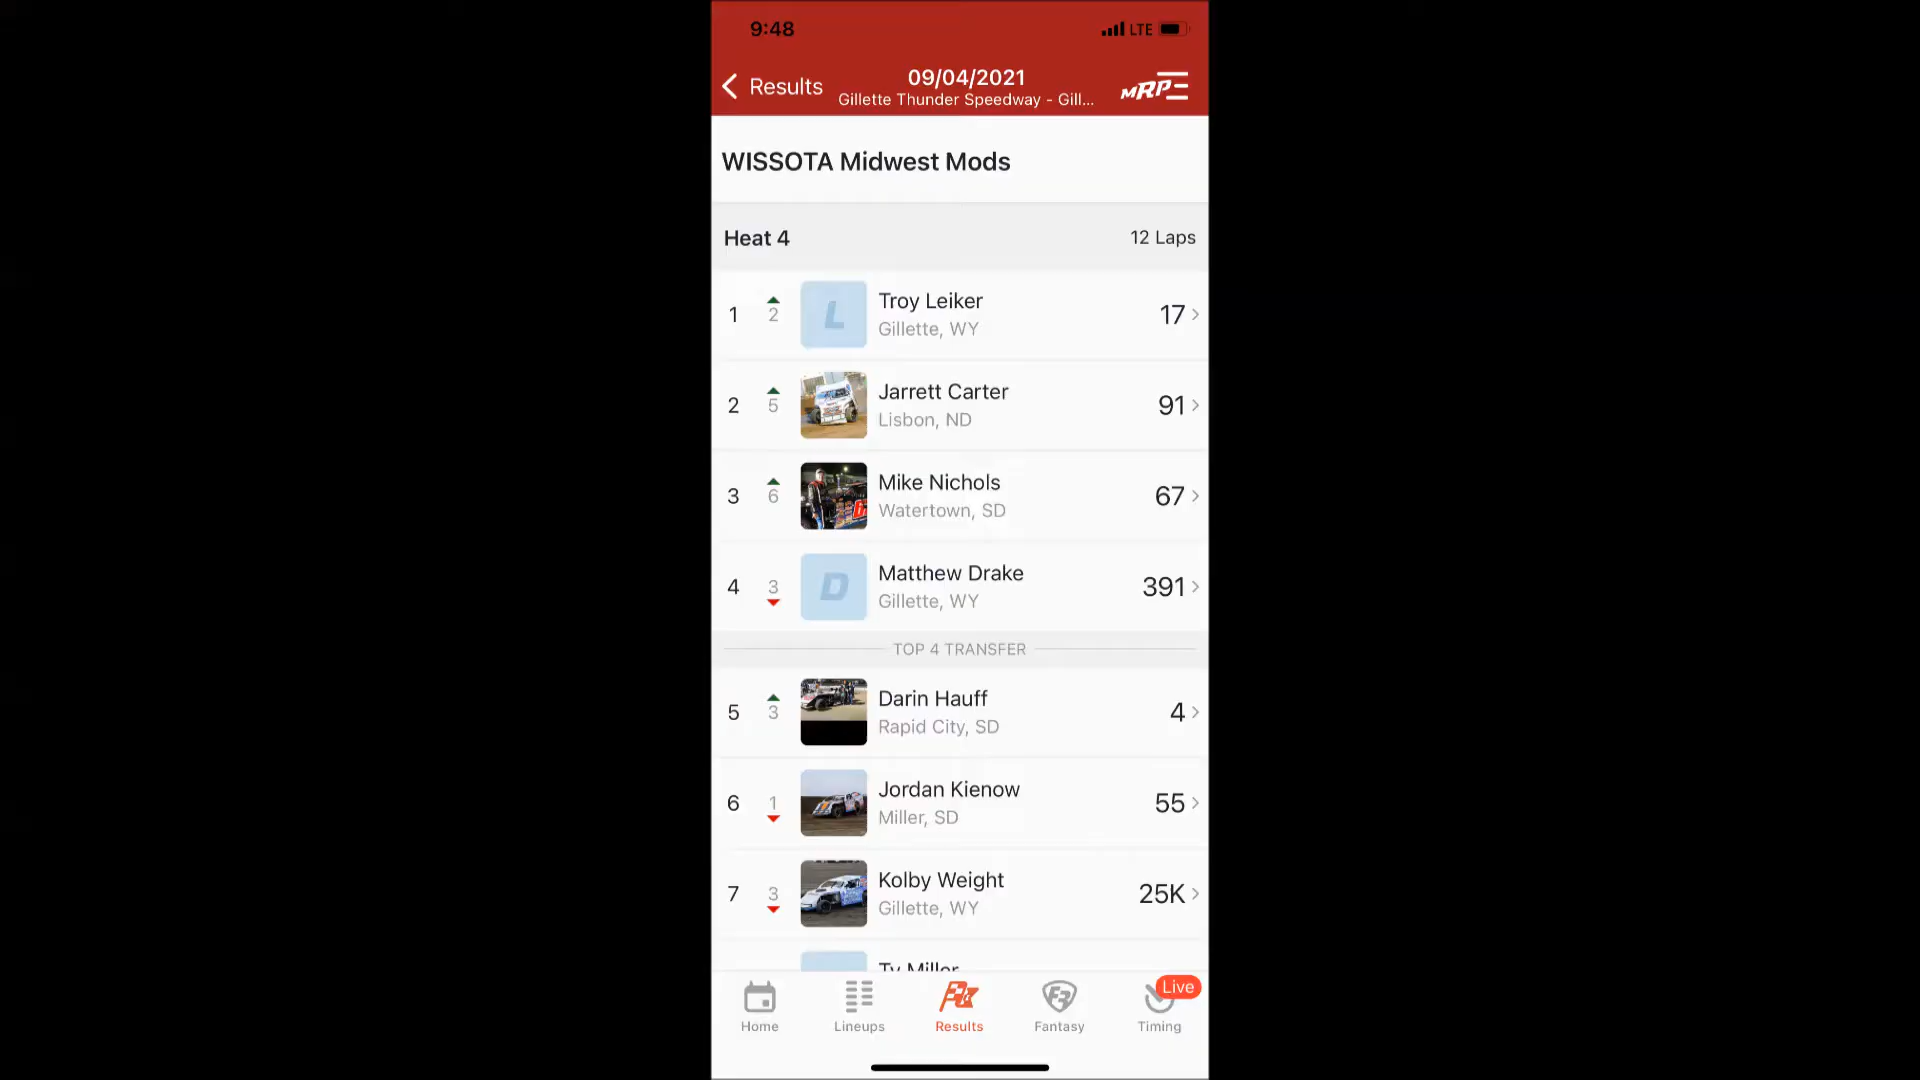 9:48
LTE
Results
09/04/2021
Gillette Thunder Speedway - Gill...
MRP
WISSOTA Midwest Mods
Heat 4
12 Laps
1
2
L
Troy Leiker
Gillette, WY
17
2
5
Jarrett Carter
Lisbon, ND
91
3
6
Mike Nichols
Watertown, SD
67
4
3
D
Matthew Drake
Gillette, WY
391
TOP 4 TRANSFER
5
3
Darin Hauff
Rapid City, SD
4
6
1
Jordan Kienow
Miller, SD
55
7
3
Kolby Weight
Gillette, WY
25K
Ty Miller
Live
Home
Lineups
Results
Fantasy
Timing